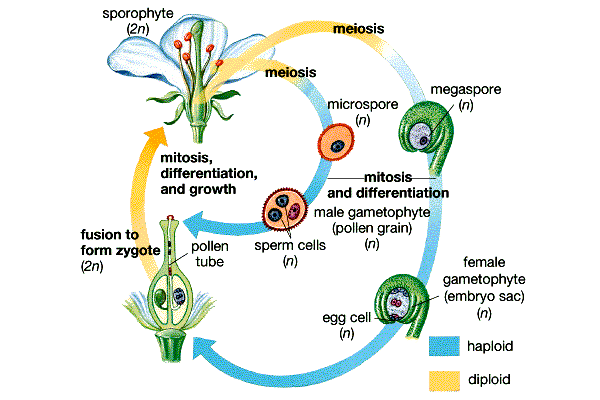 sporophyte
(2n)
meiosis
meiosis
microspore
(n)
megaspore
(n)
mitosis,
differentiation,
and growth
mitosis
and differentiation
male gametophyte
(pollen grain)
(n)
sperm cells
(n)
fusion to
form zygote
(2n)
pollen
tube
female
gametophyte
(embryo sac)
(n)
egg cell
(n)
haploid
diploid